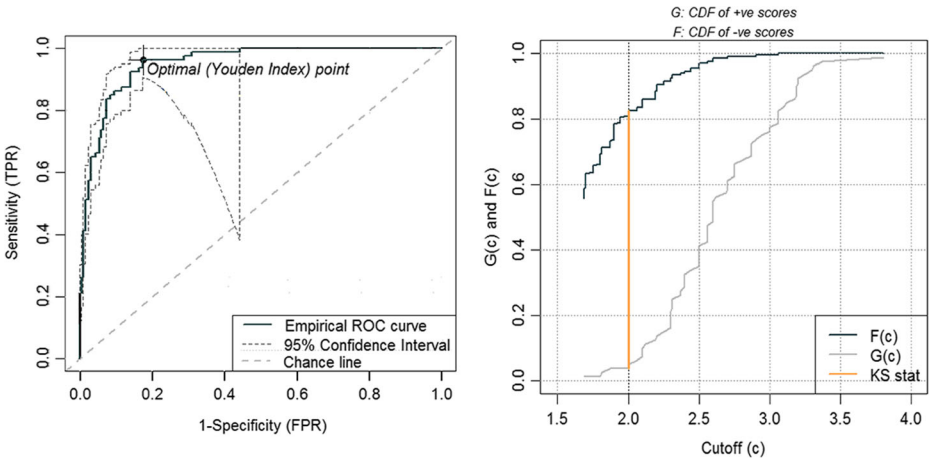 G: CDF of +ve scores
F: CDF of -ve scores
1.0
0.8
0.6
0.4
0.2
0.0
Sensitivity (TPR)
Optimal (Youden Index) point
Empirical ROC curve
95% Confidence Interval
Chance line
0.0 0.2 0.4 0.6 0.8 1.0
1-Specificity (FPR)
1.0
0.8
0.6
0.4
0.2
0.0
G(c) and F(c)
F(c)
G(c)
KS stat
1.5 2.0 2.5 3.0 3.5 4.0
Cutoff (c)